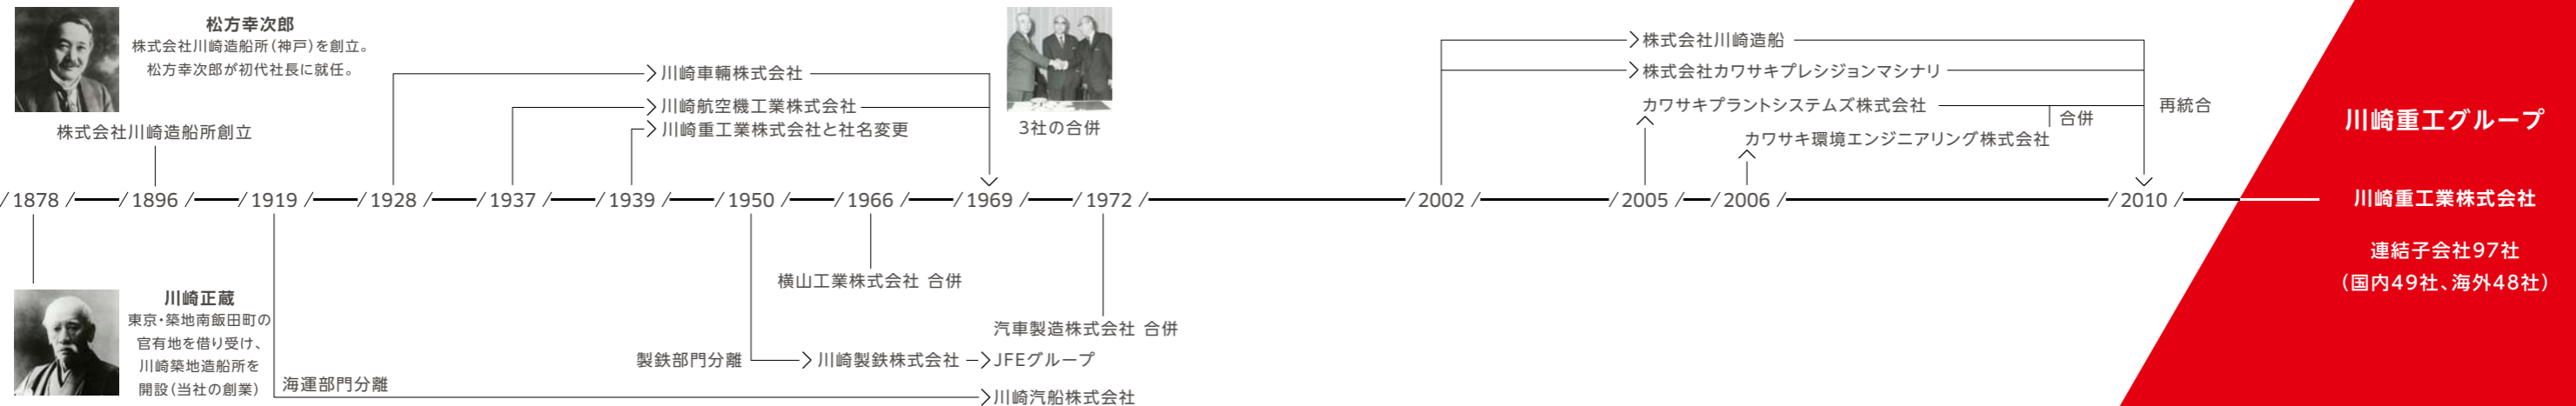 松方幸次郎
株式会社川崎造船所(神戸)を創立。
松方幸次郎が初代社長に就任。
株式会社川崎造船所創立
川崎車輛株式会社
川崎航空機工業株式会社
川崎重工業株式会社と社名変更
3社の合併
株式会社川崎造船
株式会社カワサキプレシジョンマシナリ
カワサキプラントシステムズ株式会社
合併
カワサキ環境エンジニアリング株式会社
再統合
1878
1896
1919
1928
1937
1939
1950
1966
1969
1972
2002
2005
2006
2010
川崎正蔵
東京・築地南飯田町の
官有地を借り受け、
川崎築地造船所を
開設(当社の創業)
海運部門分離
川崎汽船株式会社
製鉄部門分離
川崎製鉄株式会社
JFEグループ
横山工業株式会社 合併
汽車製造株式会社 合併
川崎重工グループ
川崎重工業株式会社
連結子会社97社
(国内49社、海外48社)